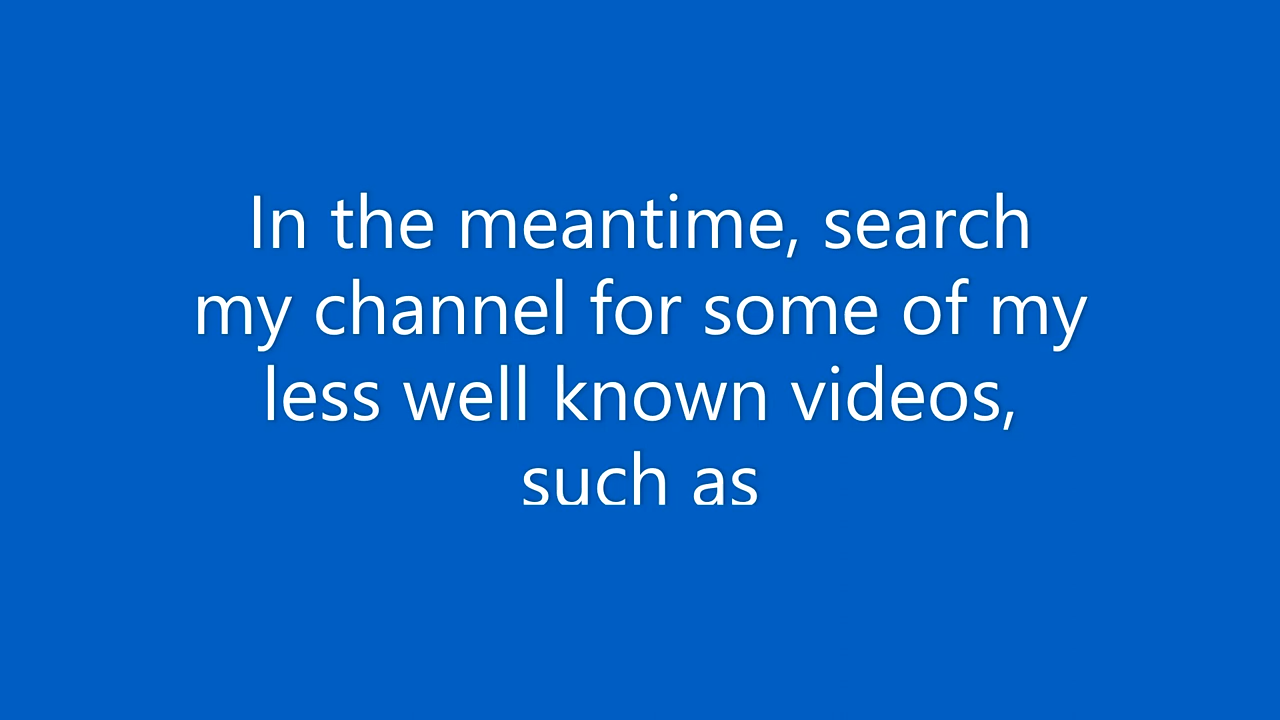 In the meantime, search
my channel for some of my
less well known videos,
such as